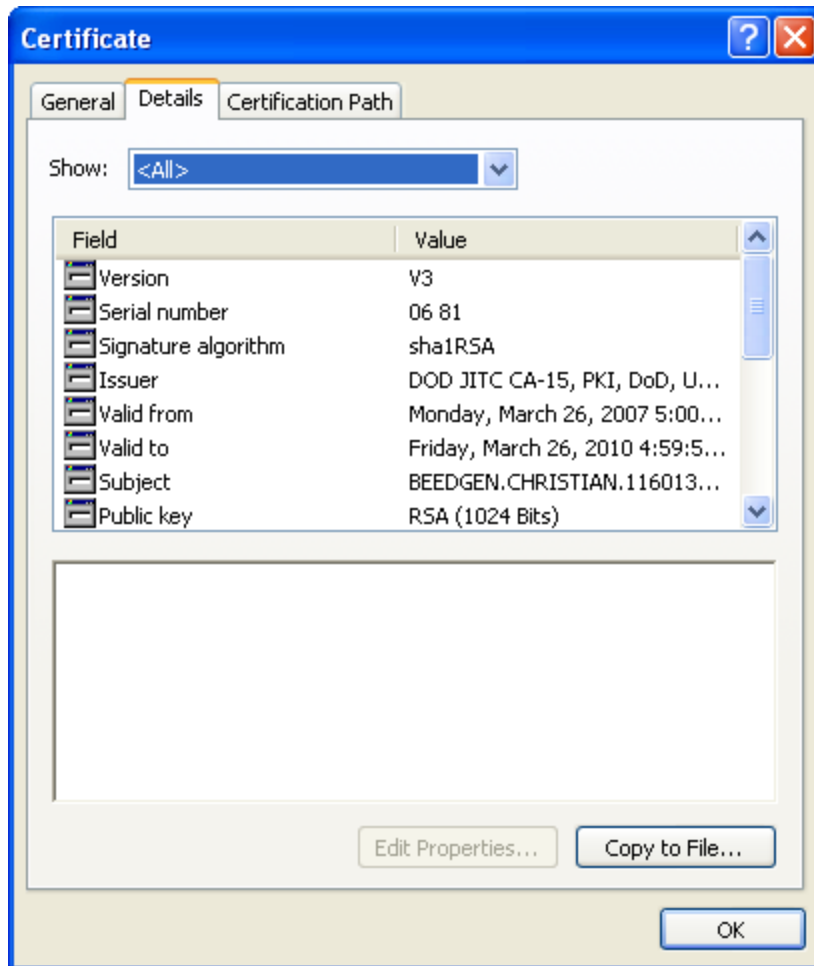 Certificate
General Details Certification Path
Show: <All>
Field Value
Version V3
Serial number 06 81
Signature algorithm sha1RSA
Issuer DOD JITC CA-15, PKI, DoD, U...
Valid from Monday, March 26, 2007 5:00...
Valid to Friday, March 26, 2010 4:59:5...
Subject BEEDGEN.CHRISTIAN.116013...
Public key RSA (1024 Bits)
Edit Properties... Copy to File...
OK